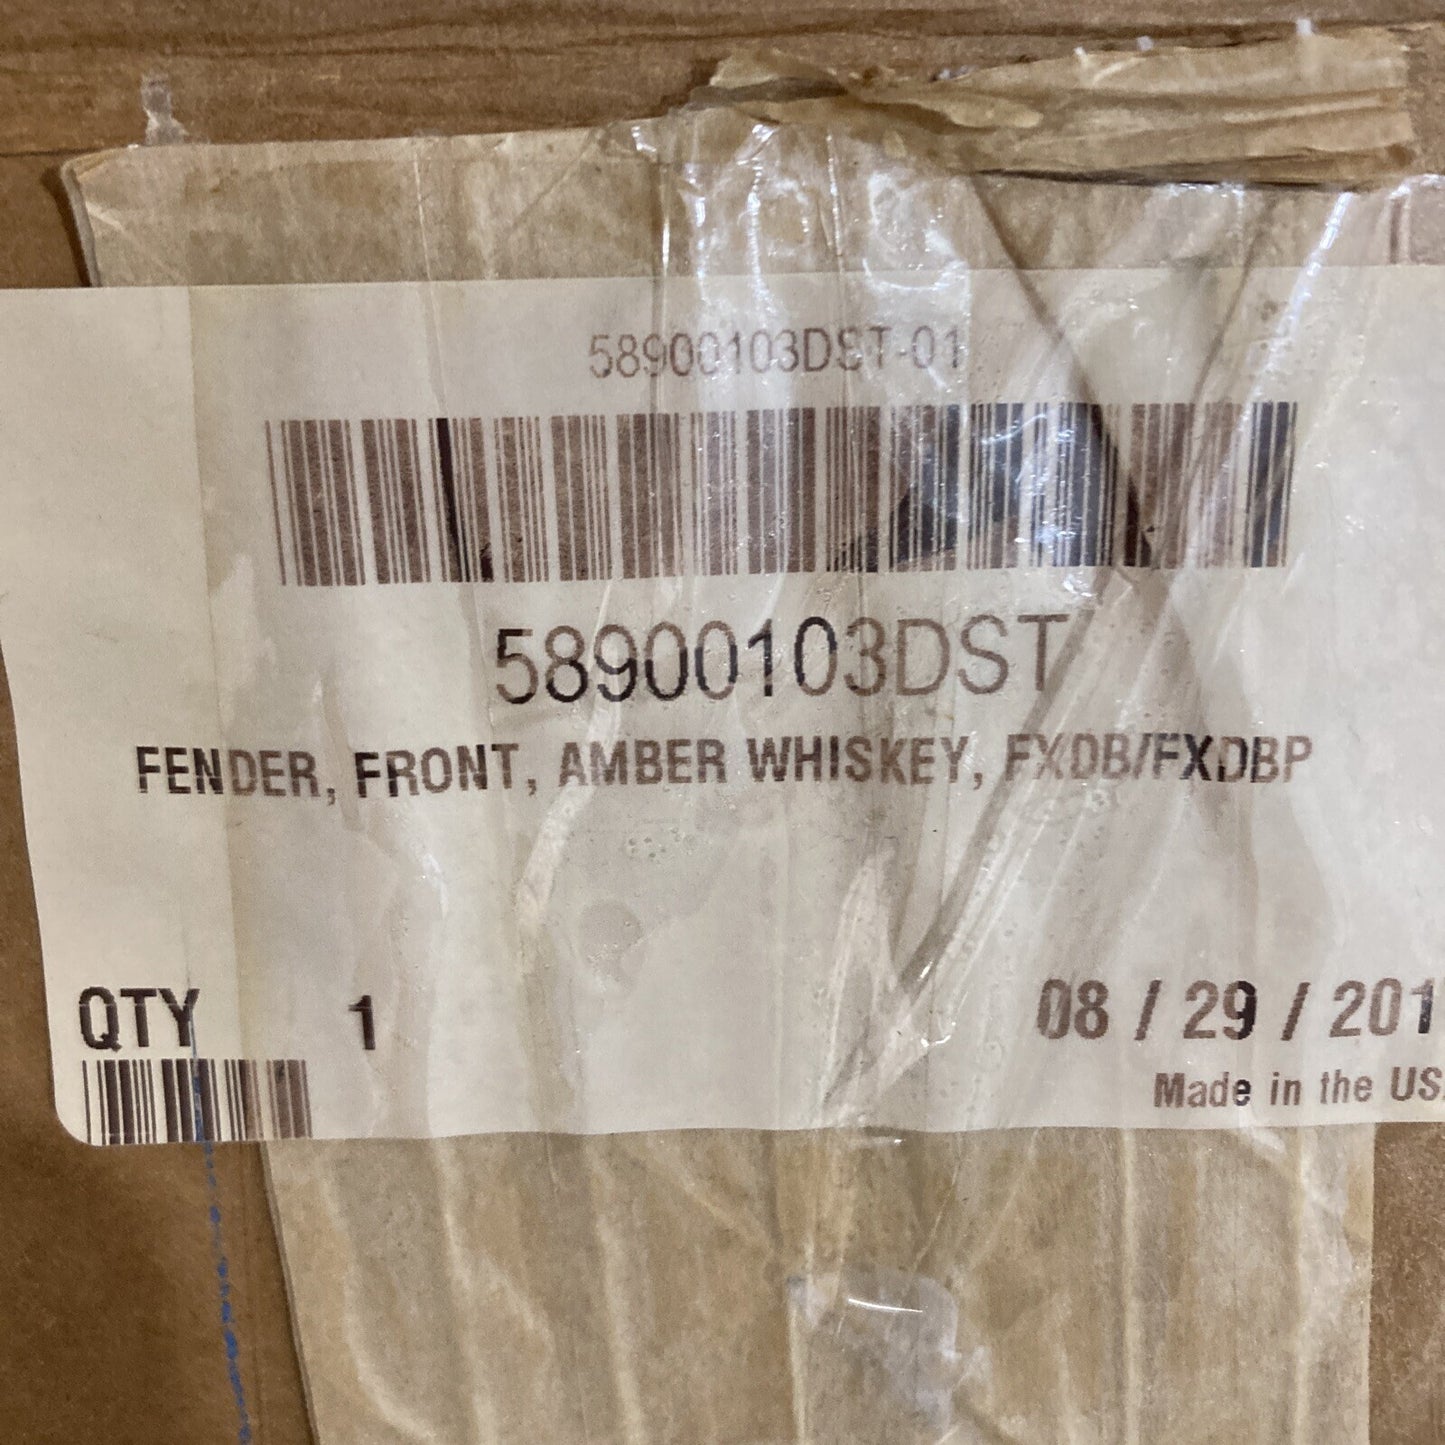 58900103DST-01
58900103DST
FENDER, FRONT, AMBER WHISKEY, FXDB/FXDBP
QTY 1
08 / 29 / 201
Made in the US